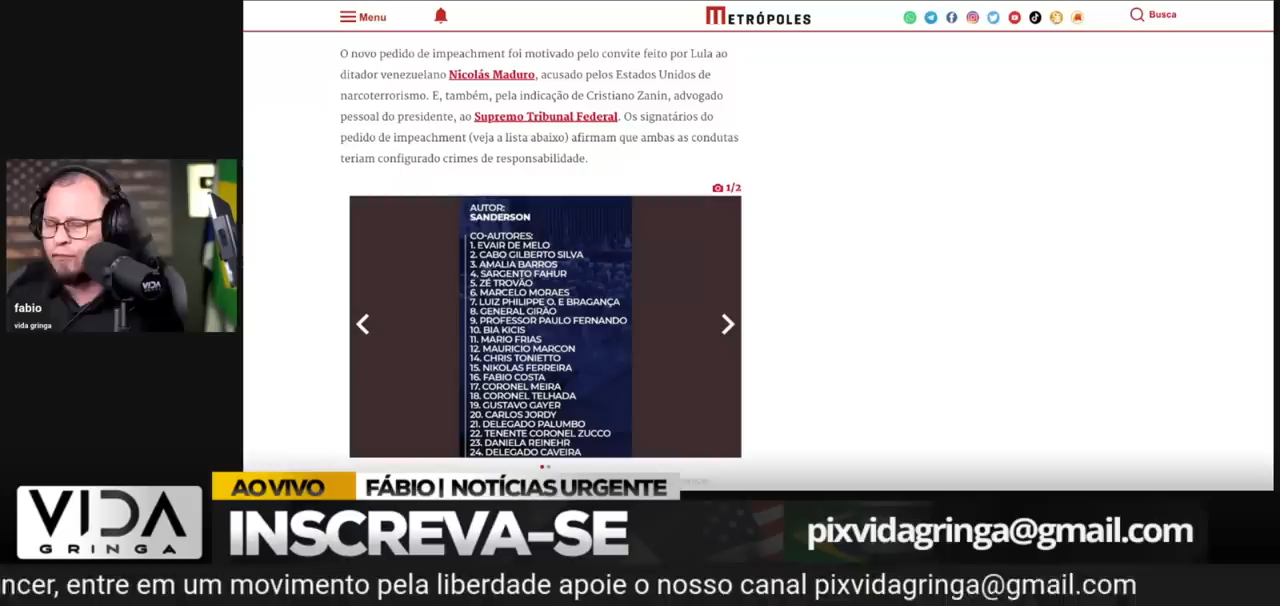 Menu
METRÓPOLES
Busca
O novo pedido de impeachment foi motivado pelo convite feito por Lula ao
ditador venezuelano Nicolás Maduro, acusado pelos Estados Unidos de
narcoterrorismo. E, também, pela indicação de Cristiano Zanin, advogado
pessoal do presidente, ao Supremo Tribunal Federal. Os signatários do
pedido de impeachment (veja a lista abaixo) afirmam que ambas as condutas
teriam configurado crimes de responsabilidade.
1/2
AUTOR:
SANDERSON
CO-AUTORES:
1. EVAIR DE MELO
2. CABO GILBERTO SILVA
3. AMALIA BARROS
4. SARGENTO FAHUR
5. ZÉ TROVÃO
6. MARCELO MORAES
7. LUIZ PHILIPPE O. E BRAGANÇA
8. GENERAL GIRÃO
9. PROFESSOR PAULO FERNANDO
10. BIA KICIS
11. MARIO FRIAS
12. MAURICIO MARCON
14. CHRIS TONIETTO
15. NIKOLAS FERREIRA
16. FABIO COSTA
17. CORONEL MEIRA
18. CORONEL TELHADA
19. GUSTAVO GAYER
20. CARLOS JORDY
21. DELEGADO PALUMBO
22. TENENTE CORONEL ZUCCO
23. DANIELA REINEHR
24. DELEGADO CAVEIRA
VIDA
fabio
vida gringa
AO VIVO
FÁBIO | NOTÍCIAS URGENTE
VIDA
GRINGA
INSCREVA-SE
pixvidagringa@gmail.com
ncer, entre em um movimento pela liberdade apoie o nosso canal pixvidagringa@gmail.com